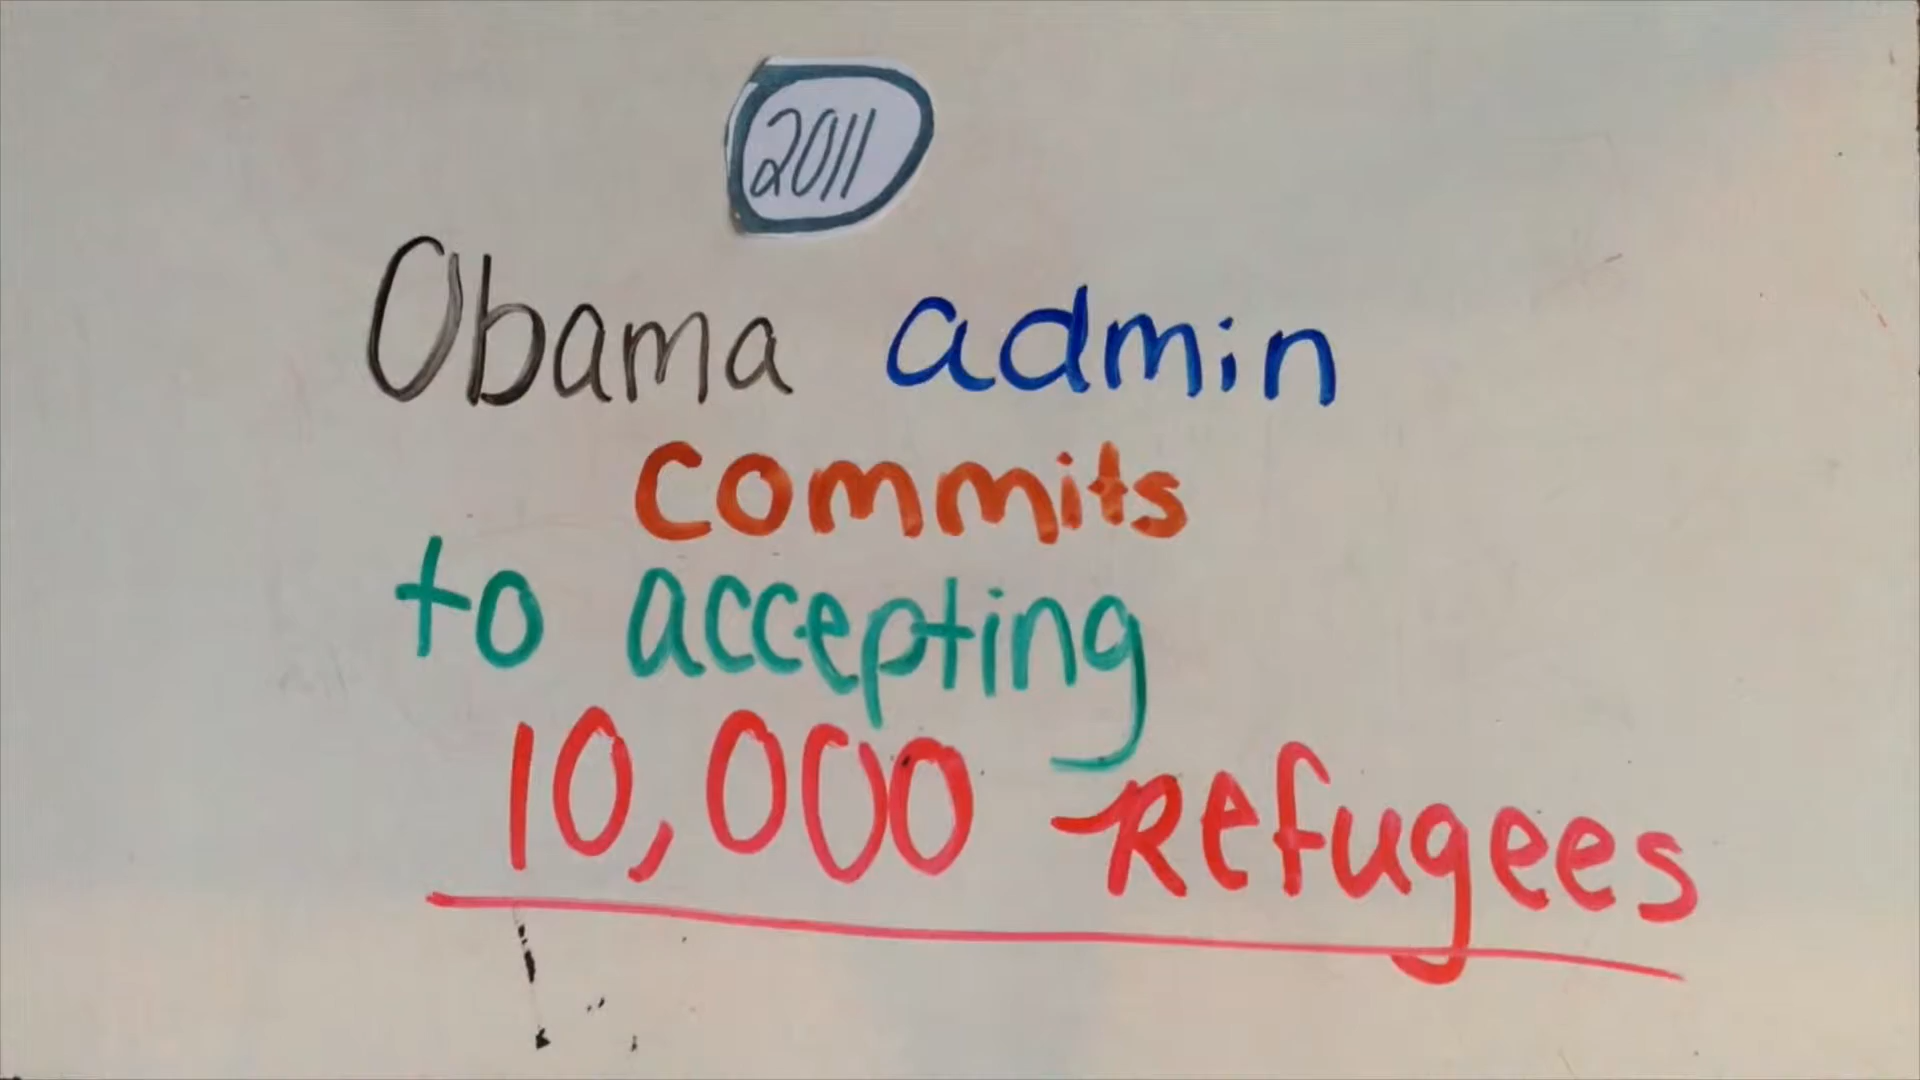 2011
Obama admin
commits
to accepting
10,000 Refugees